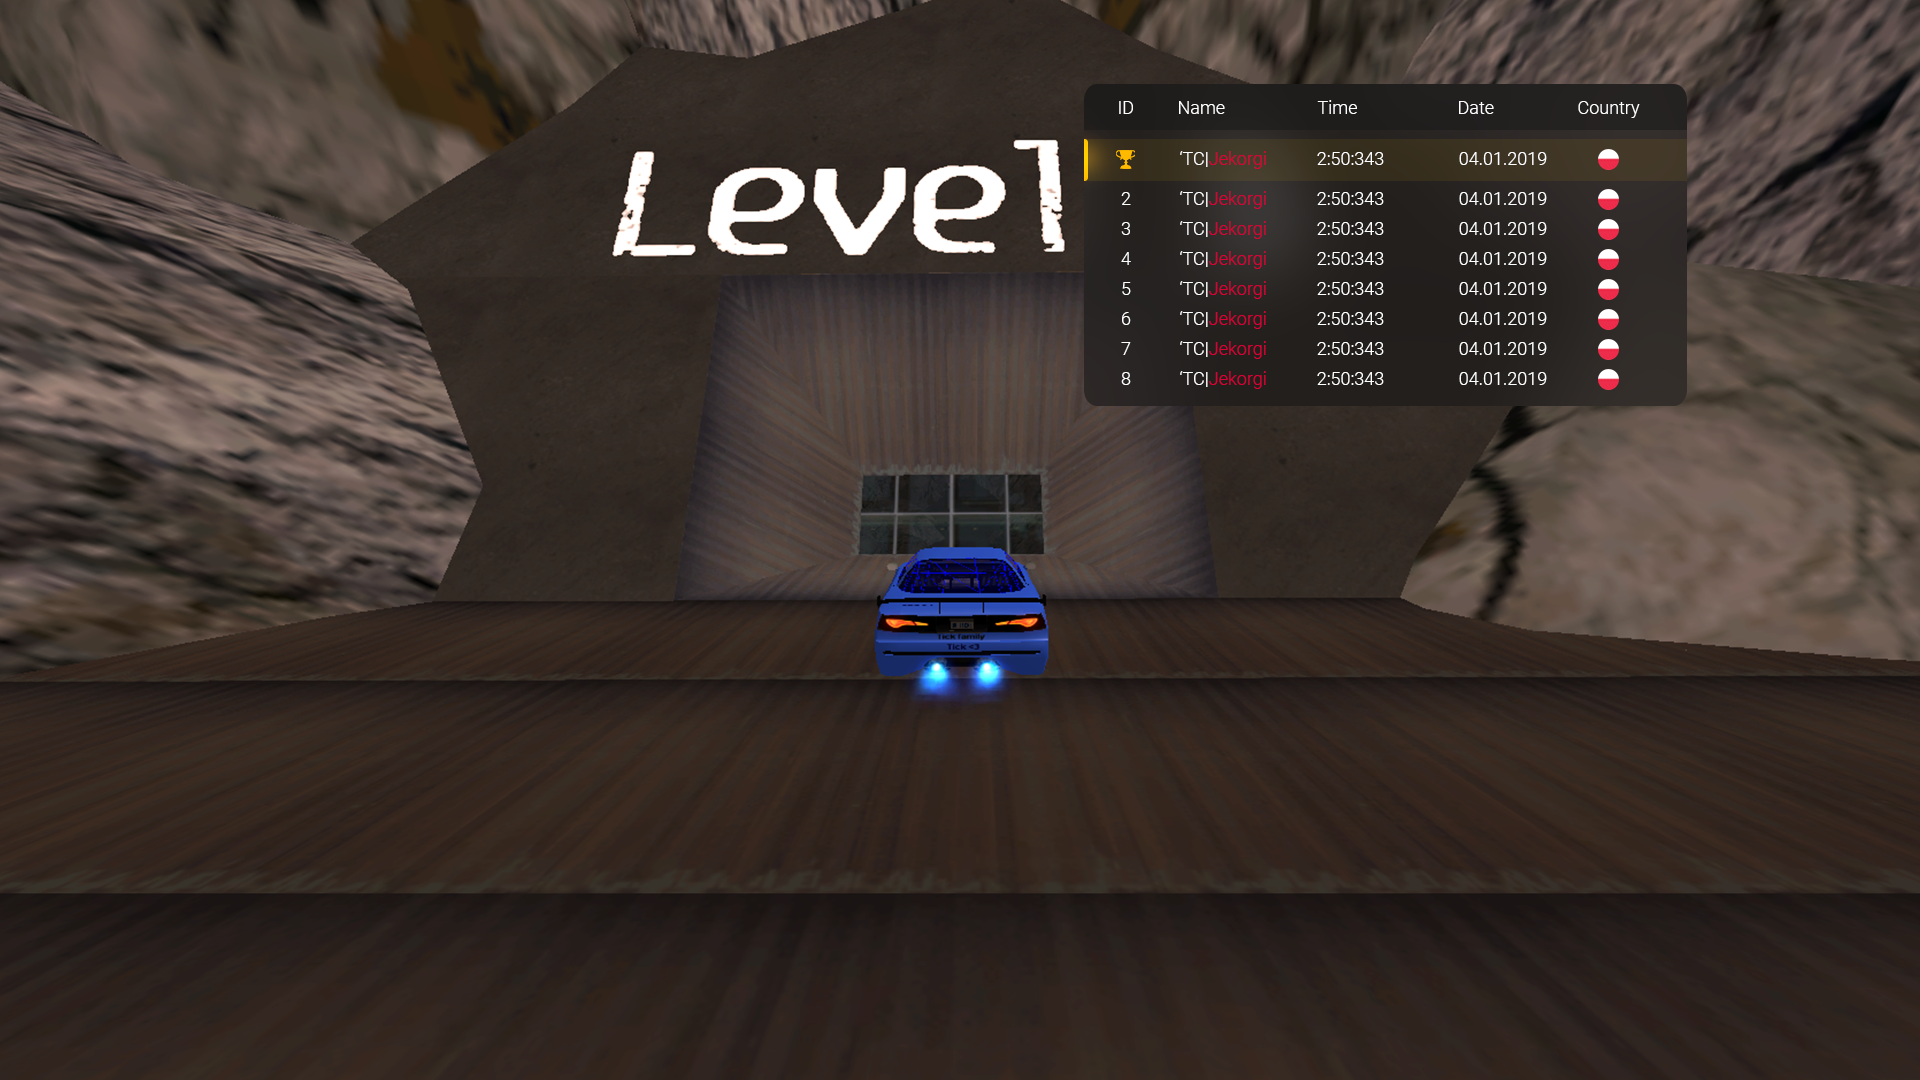 Level
ID Name Time Date Country
‘TC|Jekorgi 2:50:343 04.01.2019
2 ‘TC|Jekorgi 2:50:343 04.01.2019
3 ‘TC|Jekorgi 2:50:343 04.01.2019
4 ‘TC|Jekorgi 2:50:343 04.01.2019
5 ‘TC|Jekorgi 2:50:343 04.01.2019
6 ‘TC|Jekorgi 2:50:343 04.01.2019
7 ‘TC|Jekorgi 2:50:343 04.01.2019
8 ‘TC|Jekorgi 2:50:343 04.01.2019
Tick family
Tick <3